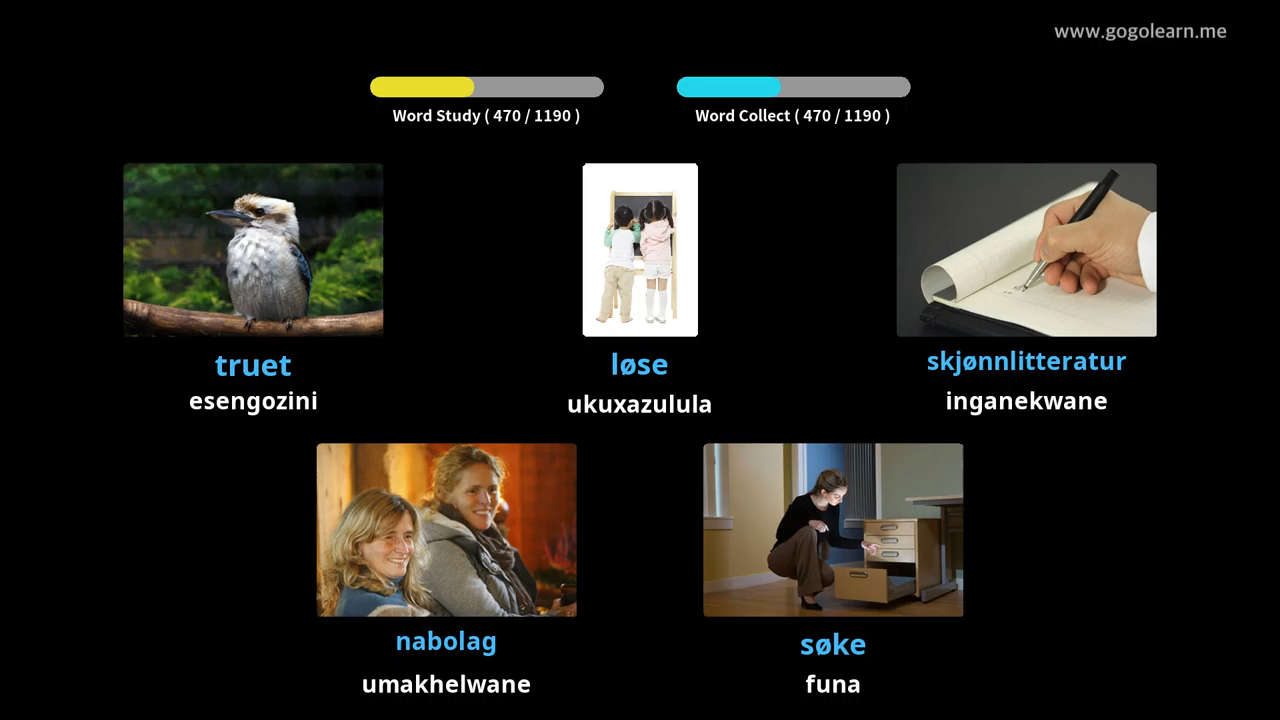 www.gogolearn.me
Word Study ( 470 / 1190 )
Word Collect ( 470 / 1190 )
truet
esengozini
løse
ukuxazulula
skjønnlitteratur
inganekwane
nabolag
umakhelwane
søke
funa